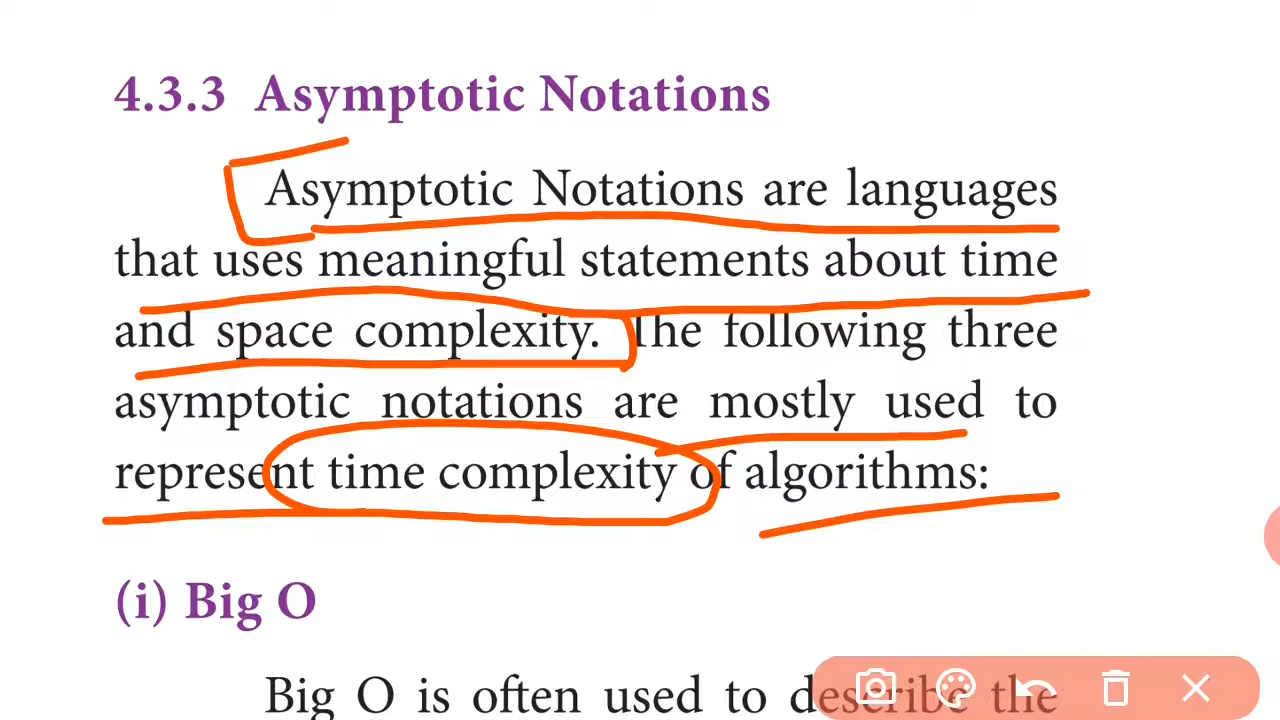 4.3.3 Asymptotic Notations
Asymptotic Notations are languages
that uses meaningful statements about time
and space complexity. The following three
asymptotic notations are mostly used to
represent time complexity of algorithms:
(i) Big O
Big O is often used to describe the